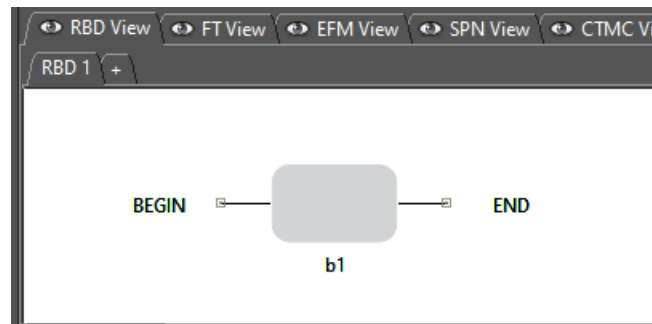 RBD View FT View EFM View SPN View CTMC
RBD 1 +
BEGIN END
b1